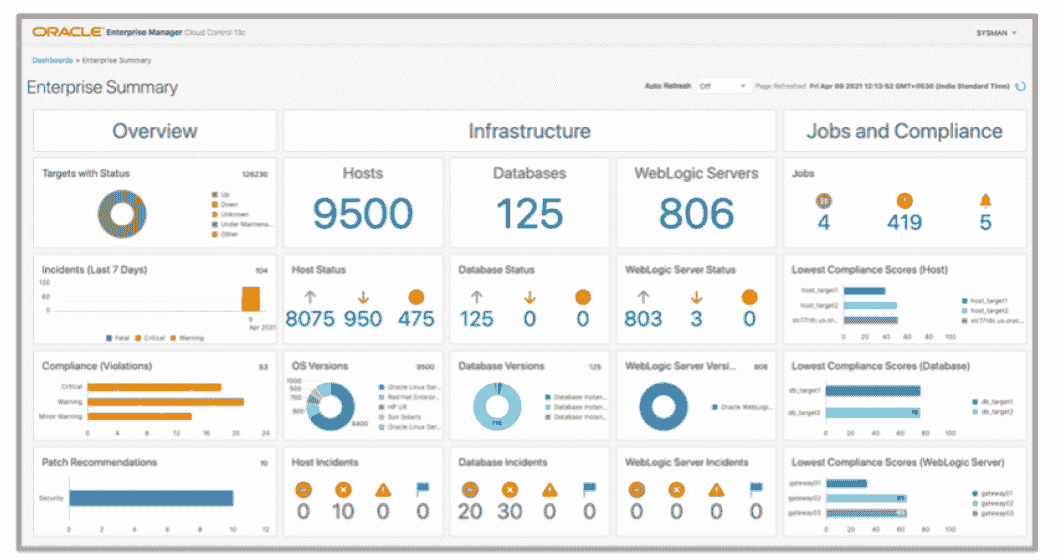 ORACLE Enterprise Manager Cloud Control 13c
SYSMAN
Dashboards > Enterprise Summary
Enterprise Summary
Auto Refresh Off Page Refreshed Fri Apr 09 2021 12:13:52 GMT+0530 (India Standard Time)
Overview
Infrastructure
Jobs and Compliance
Targets with Status 126230
Up
Down
Unknown
Under Maintena...
Other
Hosts
9500
Databases
125
WebLogic Servers
806
Jobs
4 419 5
Incidents (Last 7 Days) 104
120
60
0
9
Apr 2021
Fatal Critical Warning
Host Status
8075 950 475
Database Status
125 0 0
WebLogic Server Status
803 3 0
Lowest Compliance Scores (Host)
host_target1
host_target2
0 20 40 60 80 100
host_target1
host_target2
Compliance (Violations) 53
Critical
Warning
Minor Warning
0 4 8 12 16 20 24
OS Versions 9500
1000
900
700
800
6400
Oracle Linux Ser...
Red Hat Enterpr...
HP UX
Sun Solaris
Oracle Linux Ser...
Database Versions 125
Database Instan...
Database Instan...
Database Instan...
WebLogic Server Versi... 806
Oracle WebLogi...
Lowest Compliance Scores (Database)
db_target1
db_target2
0 20 40 60 80 100
db_target1
db_target2
Patch Recommendations 10
Security
0 2 4 6 8 10 12
Host Incidents
0 10 0 0
Database Incidents
20 30 0 0
WebLogic Server Incidents
0 0 0 0
Lowest Compliance Scores (WebLogic Server)
gateway01
gateway02
gateway03
0 20 40 60 80 100
gateway01
gateway02
gateway03